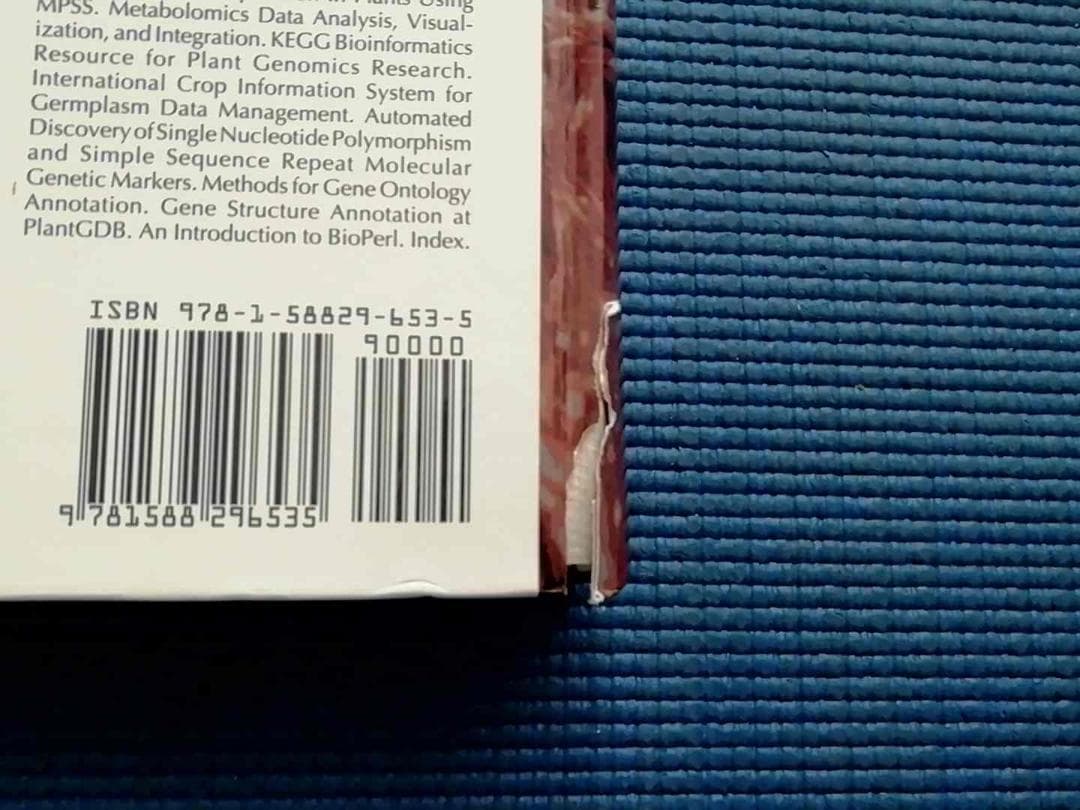 in Plants Using
MPSS. Metabolomics Data Analysis, Visual-
ization, and Integration. KEGG Bioinformatics
Resource for Plant Genomics Research.
International Crop Information System for
Germplasm Data Management. Automated
Discovery of Single Nucleotide Polymorphism
and Simple Sequence Repeat Molecular
Genetic Markers. Methods for Gene Ontology
Annotation. Gene Structure Annotation at
PlantGDB. An Introduction to BioPerl. Index.
ISBN 978-1-58829-653-5
90000
9 781588 296535